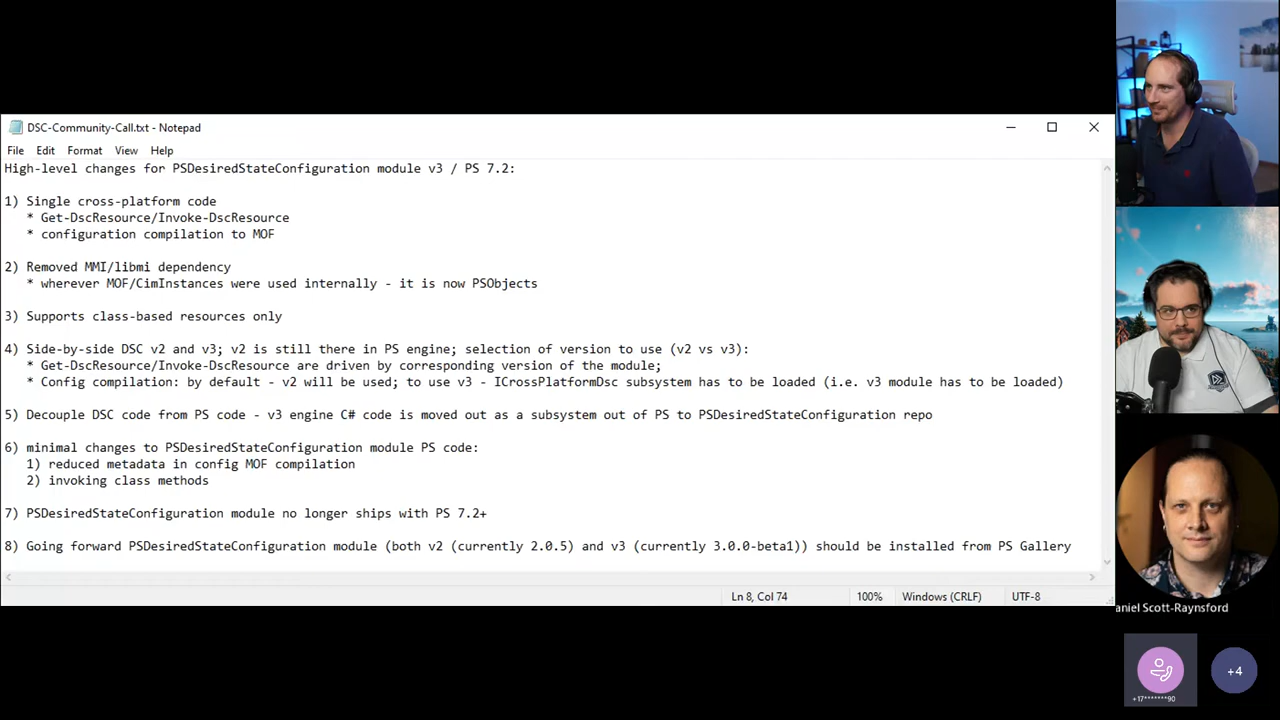 DSC-Community-Call.txt - Notepad
File Edit Format View Help
High-level changes for PSDesiredStateConfiguration module v3 / PS 7.2:
1) Single cross-platform code
* Get-DscResource/Invoke-DscResource
* configuration compilation to MOF
2) Removed MMI/libmi dependency
* wherever MOF/CimInstances were used internally - it is now PSObjects
3) Supports class-based resources only
4) Side-by-side DSC v2 and v3; v2 is still there in PS engine; selection of version to use (v2 vs v3):
* Get-DscResource/Invoke-DscResource are driven by corresponding version of the module;
* Config compilation: by default - v2 will be used; to use v3 - ICrossPlatformDsc subsystem has to be loaded (i.e. v3 module has to be loaded)
5) Decouple DSC code from PS code - v3 engine C# code is moved out as a subsystem out of PS to PSDesiredStateConfiguration repo
6) minimal changes to PSDesiredStateConfiguration module PS code:
1) reduced metadata in config MOF compilation
2) invoking class methods
7) PSDesiredStateConfiguration module no longer ships with PS 7.2+
8) Going forward PSDesiredStateConfiguration module (both v2 (currently 2.0.5) and v3 (currently 3.0.0-beta1)) should be installed from PS Gallery
Ln 8, Col 74 100% Windows (CRLF) UTF-8
aniel Scott-Raynsford
+17*******90
+4